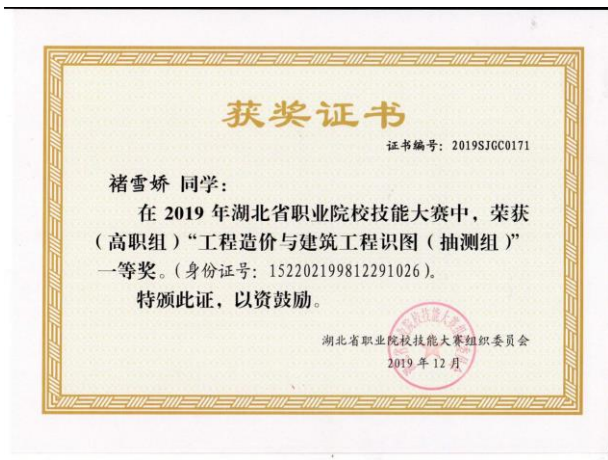 获奖证书
证书编号：2019SJGC0171
褚雪娇 同学：
在 2019 年湖北省职业院校技能大赛中，荣获
（高职组）“工程造价与建筑工程识图（抽测组）”
一等奖。（身份证号：152202199812291026）。
特颁此证，以资鼓励。
湖北省职业院校技能大赛组织委员会
2019 年 12 月